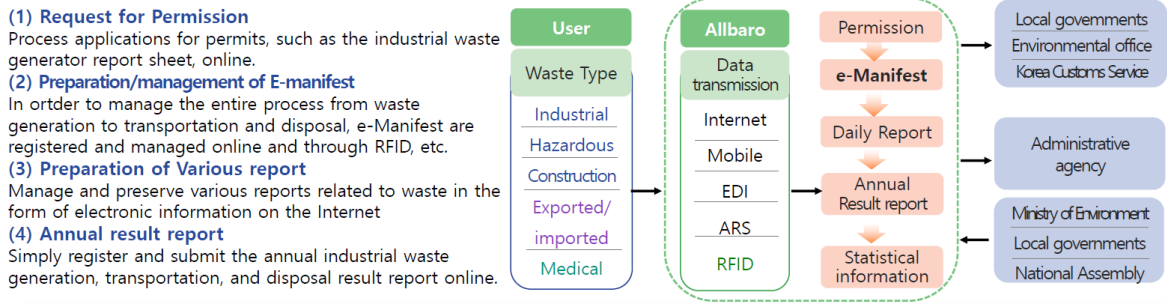 (1) Request for Permission
Process applications for permits, such as the industrial waste
generator report sheet, online.
(2) Preparation/management of E-manifest
In ortder to manage the entire process from waste
generation to transportation and disposal, e-Manifest are
registered and managed online and through RFID, etc.
(3) Preparation of Various report
Manage and preserve various reports related to waste in the
form of electronic information on the Internet
(4) Annual result report
Simply register and submit the annual industrial waste
generation, transportation, and disposal result report online.
User
Waste Type
Industrial
Hazardous
Construction
Exported/
imported
Medical
Allbaro
Data
transmission
Internet
Mobile
EDI
ARS
RFID
Permission
e-Manifest
Daily Report
Annual
Result report
Statistical
information
Local governments
Environmental office
Korea Customs Service
Administrative
agency
Ministry of Environment
Local governments
National Assembly